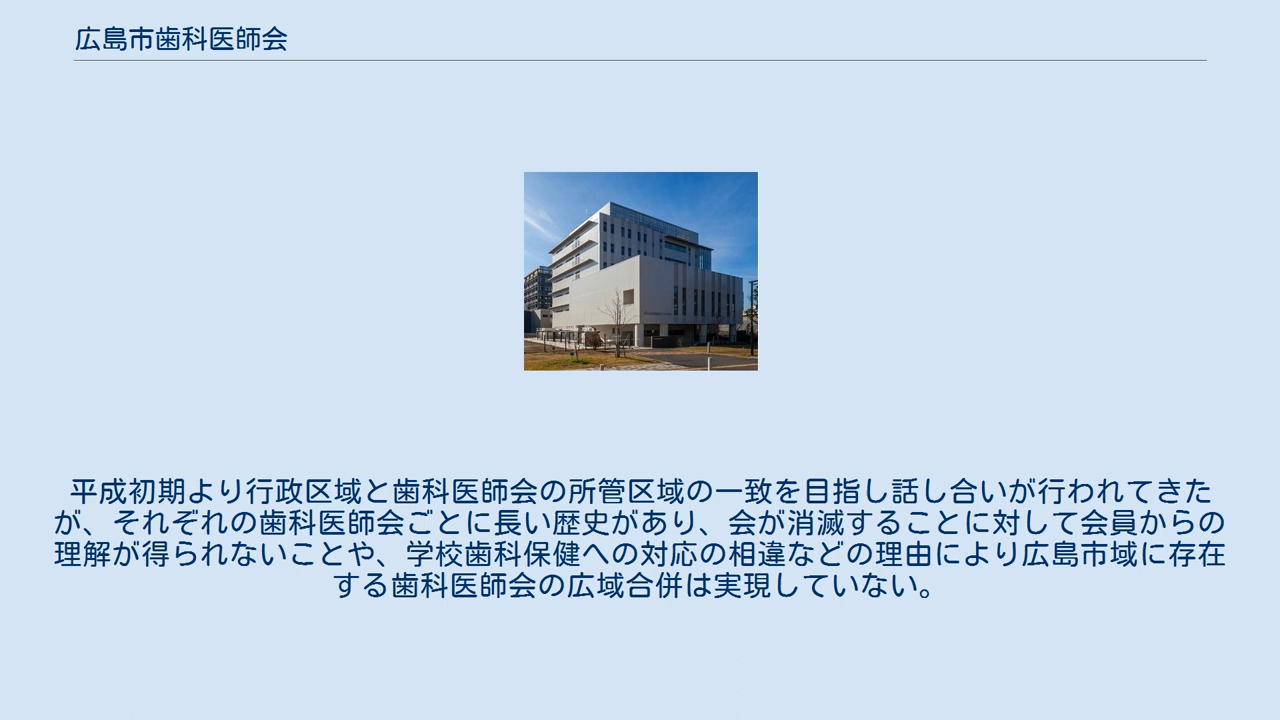 広島市歯科医師会
平成初期より行政区域と歯科医師会の所管区域の一致を目指し話し合いが行われてきた
が、それぞれの歯科医師会ごとに長い歴史があり、会が消滅することに対して会員からの
理解が得られないことや、学校歯科保健への対応の相違などの理由により広島市域に存在
する歯科医師会の広域合併は実現していない。